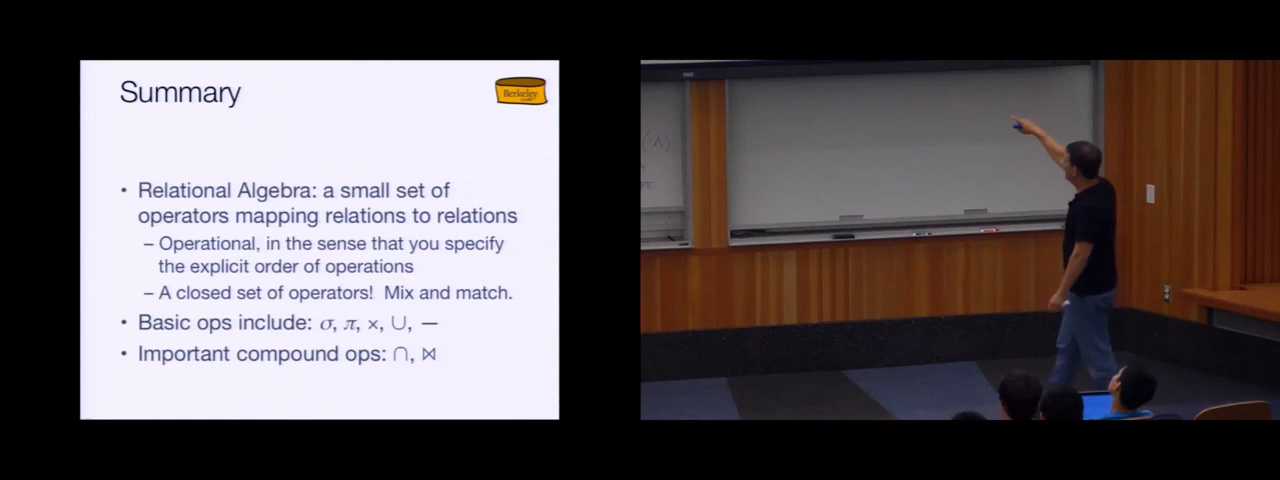 Summary
Berkeley
• Relational Algebra: a small set of
operators mapping relations to relations
– Operational, in the sense that you specify
the explicit order of operations
– A closed set of operators! Mix and match.
• Basic ops include: σ, π, ×, ∪, —
• Important compound ops: ∩, ⋈